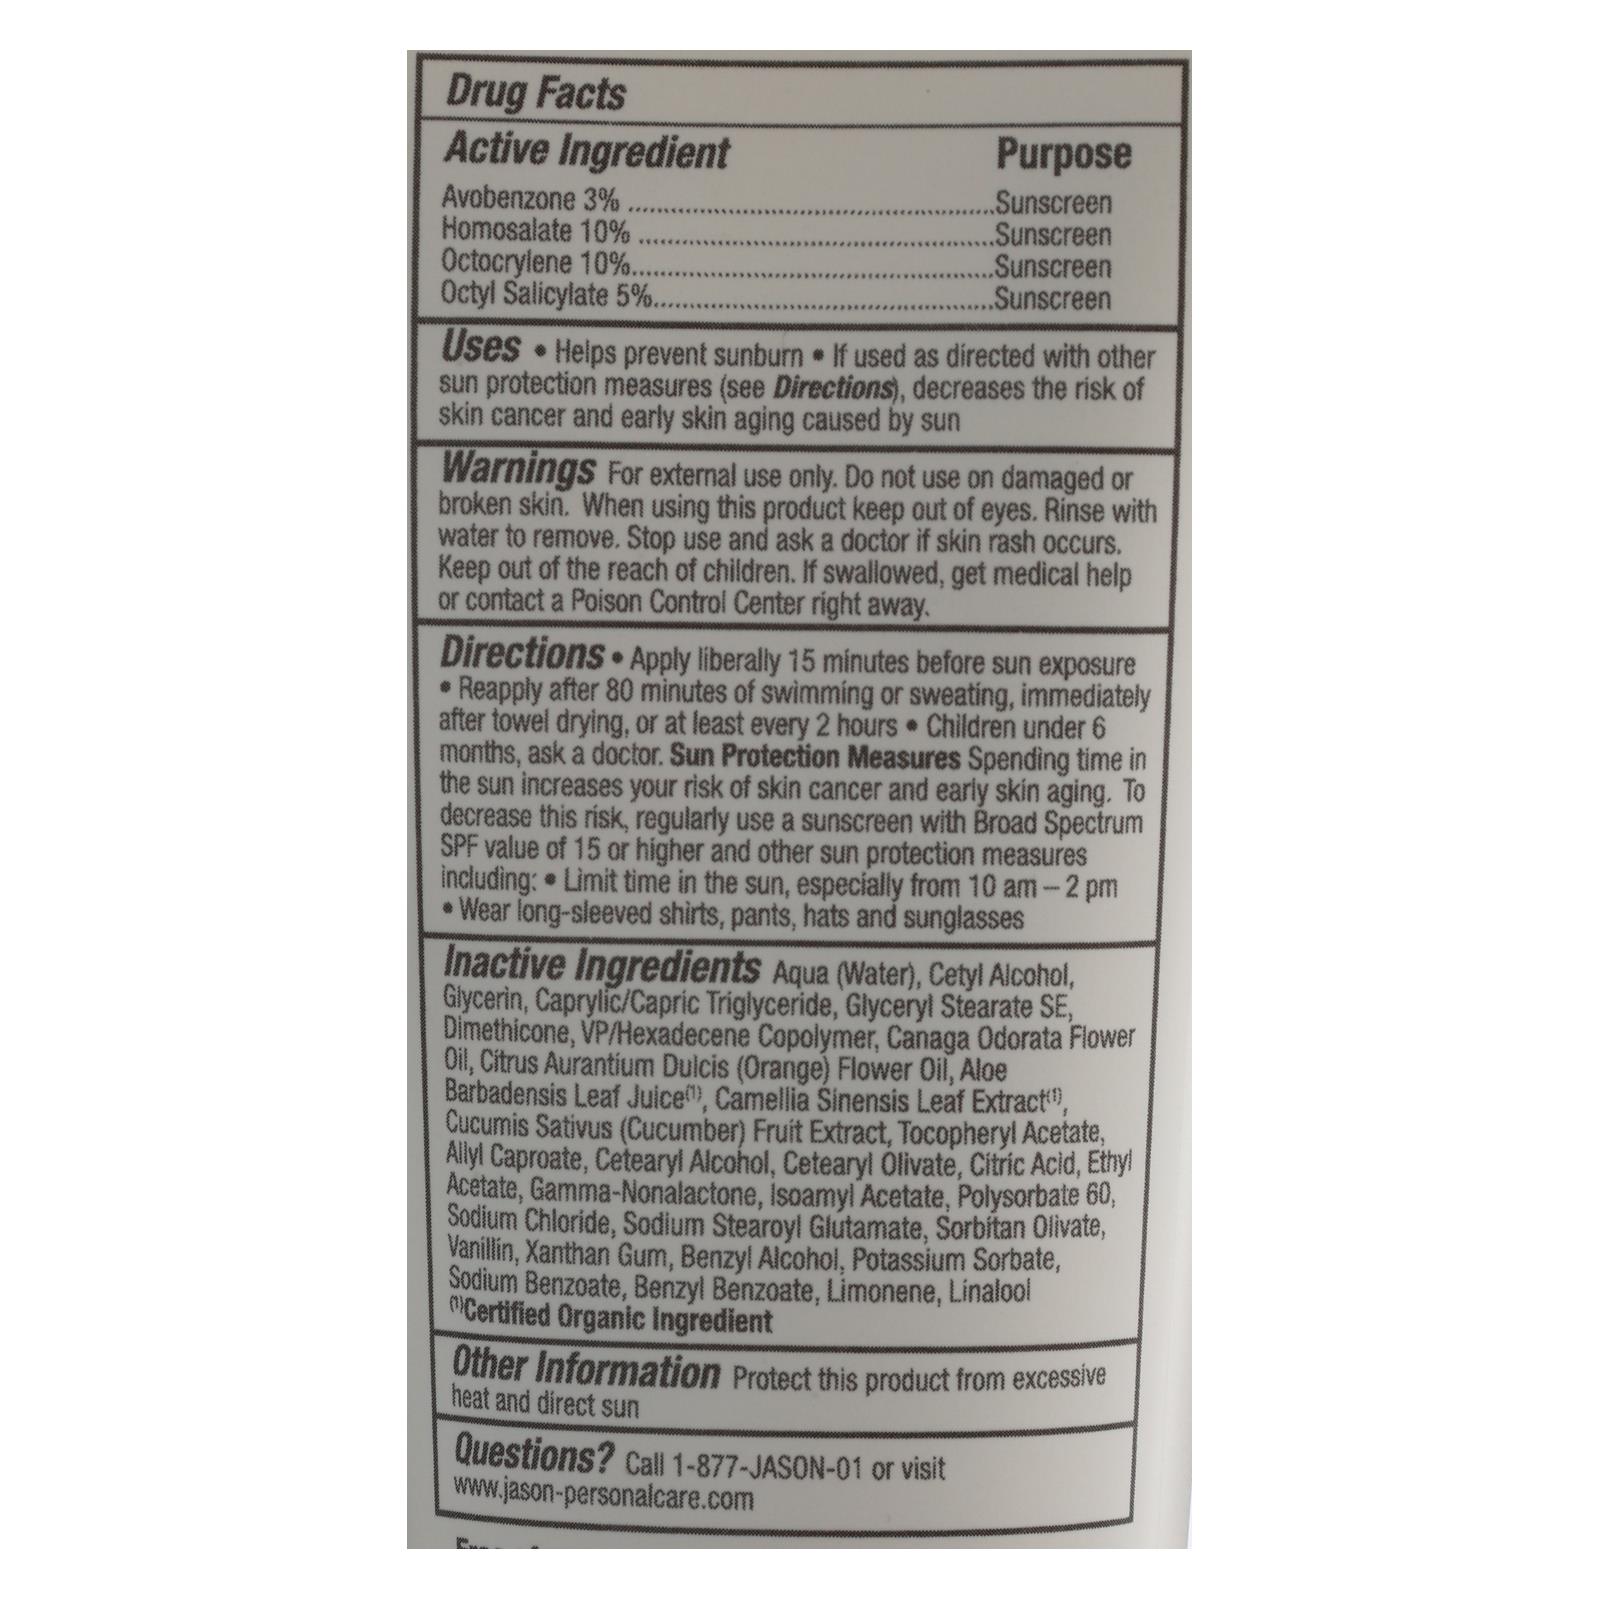 Drug Facts
Active Ingredient Purpose
Avobenzone 3% ......................................................Sunscreen
Homosalate 10% ....................................................Sunscreen
Octocrylene 10%.....................................................Sunscreen
Octyl Salicylate 5%..................................................Sunscreen
Uses • Helps prevent sunburn • If used as directed with other
sun protection measures (see Directions), decreases the risk of
skin cancer and early skin aging caused by sun
Warnings For external use only. Do not use on damaged or
broken skin. When using this product keep out of eyes. Rinse with
water to remove. Stop use and ask a doctor if skin rash occurs.
Keep out of the reach of children. If swallowed, get medical help
or contact a Poison Control Center right away.
Directions • Apply liberally 15 minutes before sun exposure
• Reapply after 80 minutes of swimming or sweating, immediately
after towel drying, or at least every 2 hours • Children under 6
months, ask a doctor. Sun Protection Measures Spending time in
the sun increases your risk of skin cancer and early skin aging. To
decrease this risk, regularly use a sunscreen with Broad Spectrum
SPF value of 15 or higher and other sun protection measures
including: • Limit time in the sun, especially from 10 am – 2 pm
• Wear long-sleeved shirts, pants, hats and sunglasses
Inactive Ingredients Aqua (Water), Cetyl Alcohol,
Glycerin, Caprylic/Capric Triglyceride, Glyceryl Stearate SE,
Dimethicone, VP/Hexadecene Copolymer, Canaga Odorata Flower
Oil, Citrus Aurantium Dulcis (Orange) Flower Oil, Aloe
Barbadensis Leaf Juice(1), Camellia Sinensis Leaf Extract(1),
Cucumis Sativus (Cucumber) Fruit Extract, Tocopheryl Acetate,
Allyl Caproate, Cetearyl Alcohol, Cetearyl Olivate, Citric Acid, Ethyl
Acetate, Gamma-Nonalactone, Isoamyl Acetate, Polysorbate 60,
Sodium Chloride, Sodium Stearoyl Glutamate, Sorbitan Olivate,
Vanillin, Xanthan Gum, Benzyl Alcohol, Potassium Sorbate,
Sodium Benzoate, Benzyl Benzoate, Limonene, Linalool
(1)Certified Organic Ingredient
Other Information Protect this product from excessive
heat and direct sun
Questions? Call 1-877-JASON-01 or visit
www.jason-personalcare.com